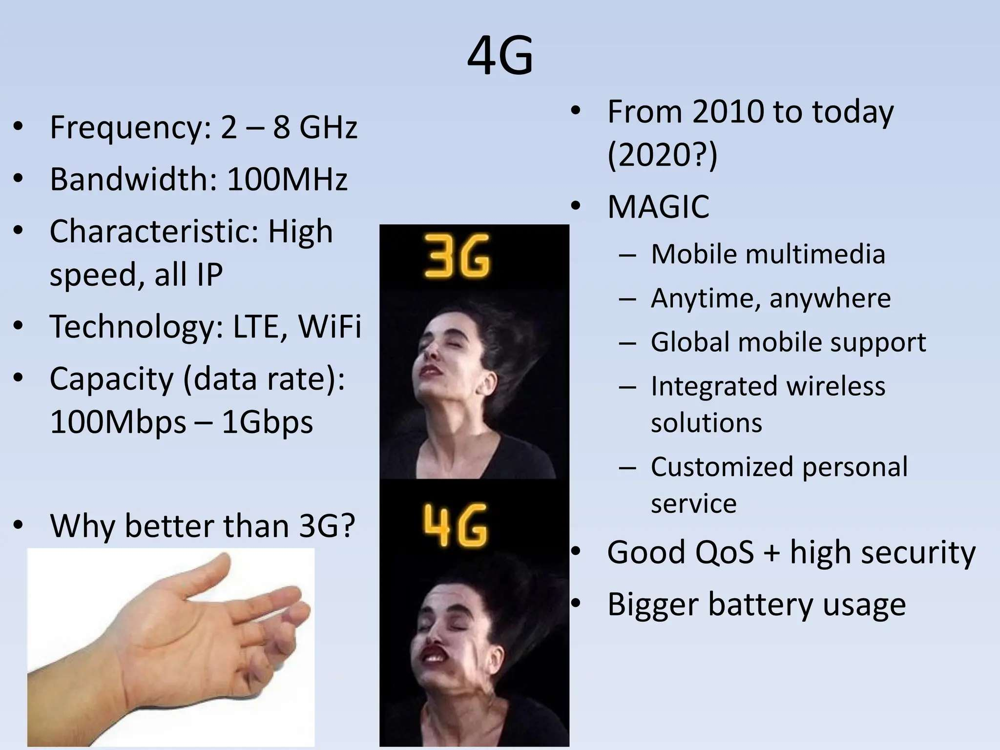 4G
• Frequency: 2 – 8 GHz
• Bandwidth: 100MHz
• Characteristic: High
speed, all IP
• Technology: LTE, WiFi
• Capacity (data rate):
100Mbps – 1Gbps
• Why better than 3G?
3G
4G
• From 2010 to today
(2020?)
• MAGIC
– Mobile multimedia
– Anytime, anywhere
– Global mobile support
– Integrated wireless
solutions
– Customized personal
service
• Good QoS + high security
• Bigger battery usage